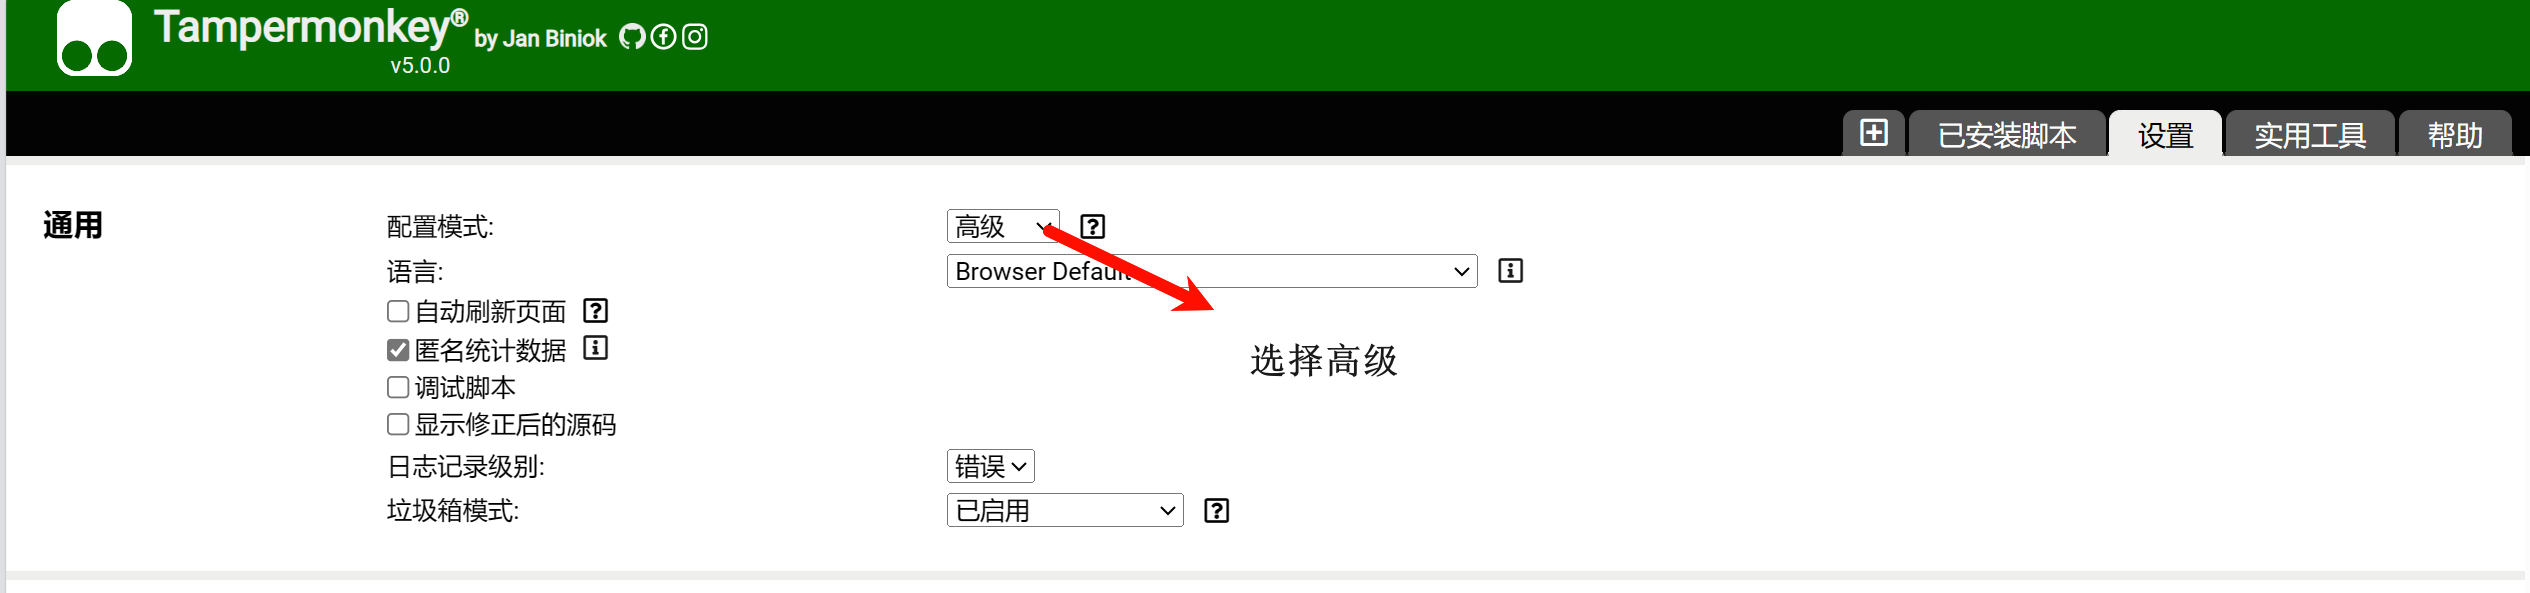 Tampermonkey® by Jan Biniok
v5.0.0
已安装脚本 设置 实用工具 帮助
通用
配置模式: 高级
语言: Browser Default
自动刷新页面
匿名统计数据
选择高级
调试脚本
显示修正后的源码
日志记录级别: 错误
垃圾箱模式: 已启用